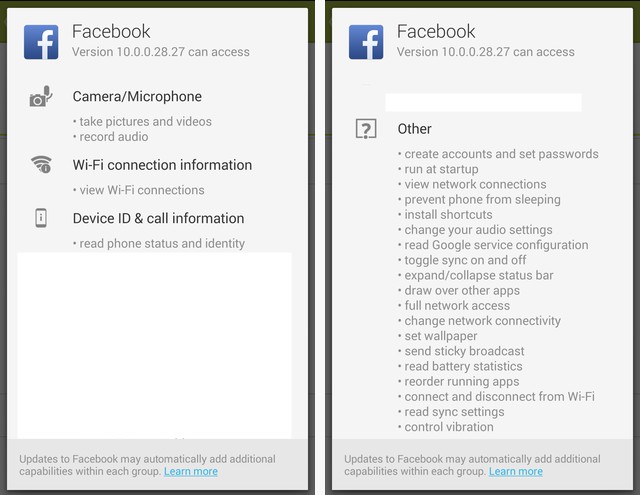 Facebook
Version 10.0.0.28.27 can access
Camera/Microphone
• take pictures and videos
• record audio
Wi-Fi connection information
• view Wi-Fi connections
Device ID & call information
• read phone status and identity
Updates to Facebook may automatically add additional
capabilities within each group. Learn more
Facebook
Version 10.0.0.28.27 can access
Other
• create accounts and set passwords
• run at startup
• view network connections
• prevent phone from sleeping
• install shortcuts
• change your audio settings
• read Google service configuration
• toggle sync on and off
• expand/collapse status bar
• draw over other apps
• full network access
• change network connectivity
• set wallpaper
• send sticky broadcast
• read battery statistics
• reorder running apps
• connect and disconnect from Wi-Fi
• read sync settings
• control vibration
Updates to Facebook may automatically add additional
capabilities within each group. Learn more